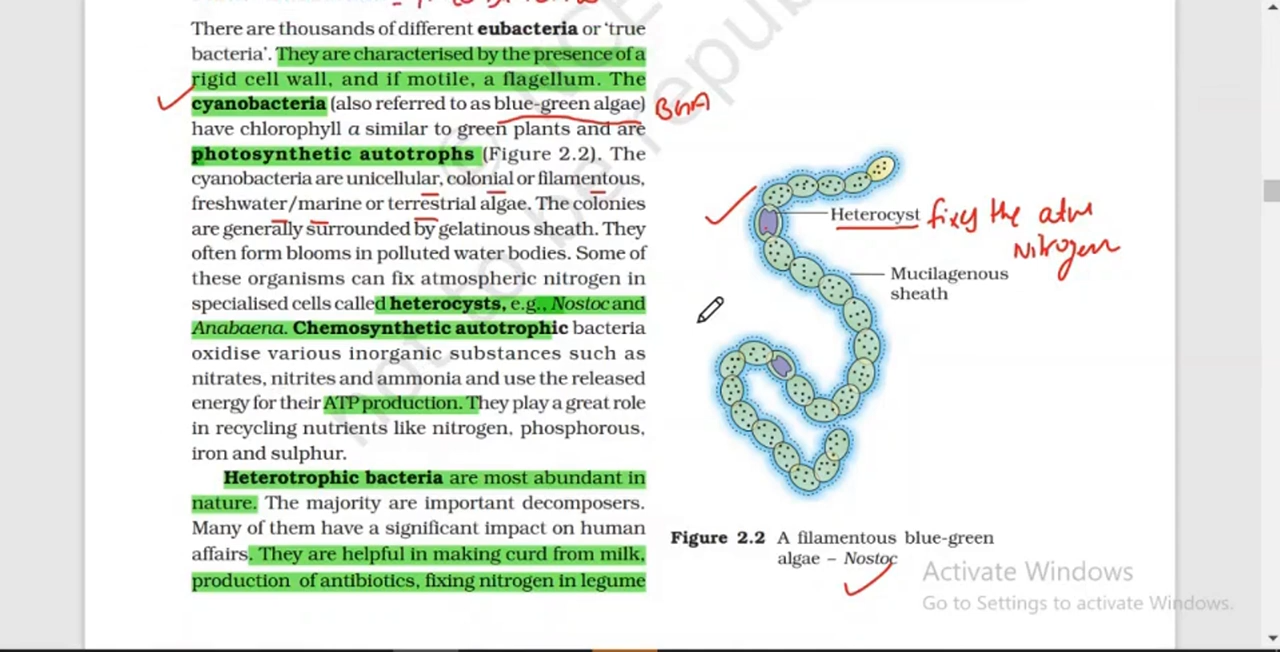 There are thousands of different eubacteria or 'true
bacteria'. They are characterised by the presence of a
rigid cell wall, and if motile, a flagellum. The
cyanobacteria (also referred to as blue-green algae) BGA
have chlorophyll a similar to green plants and are
photosynthetic autotrophs (Figure 2.2). The
cyanobacteria are unicellular, colonial or filamentous,
freshwater/marine or terrestrial algae. The colonies
are generally surrounded by gelatinous sheath. They
often form blooms in polluted water bodies. Some of
these organisms can fix atmospheric nitrogen in
specialised cells called heterocysts, e.g., Nostoc and
Anabaena. Chemosynthetic autotrophic bacteria
oxidise various inorganic substances such as
nitrates, nitrites and ammonia and use the released
energy for their ATP production. They play a great role
in recycling nutrients like nitrogen, phosphorous,
iron and sulphur.
Heterotrophic bacteria are most abundant in
nature. The majority are important decomposers.
Many of them have a significant impact on human
affairs. They are helpful in making curd from milk,
production of antibiotics, fixing nitrogen in legume
Heterocyst fixes the atm
Nitrogen
Mucilagenous
sheath
Figure 2.2 A filamentous blue-green
algae – Nostoc
Activate Windows
Go to Settings to activate Windows.
not to be republ